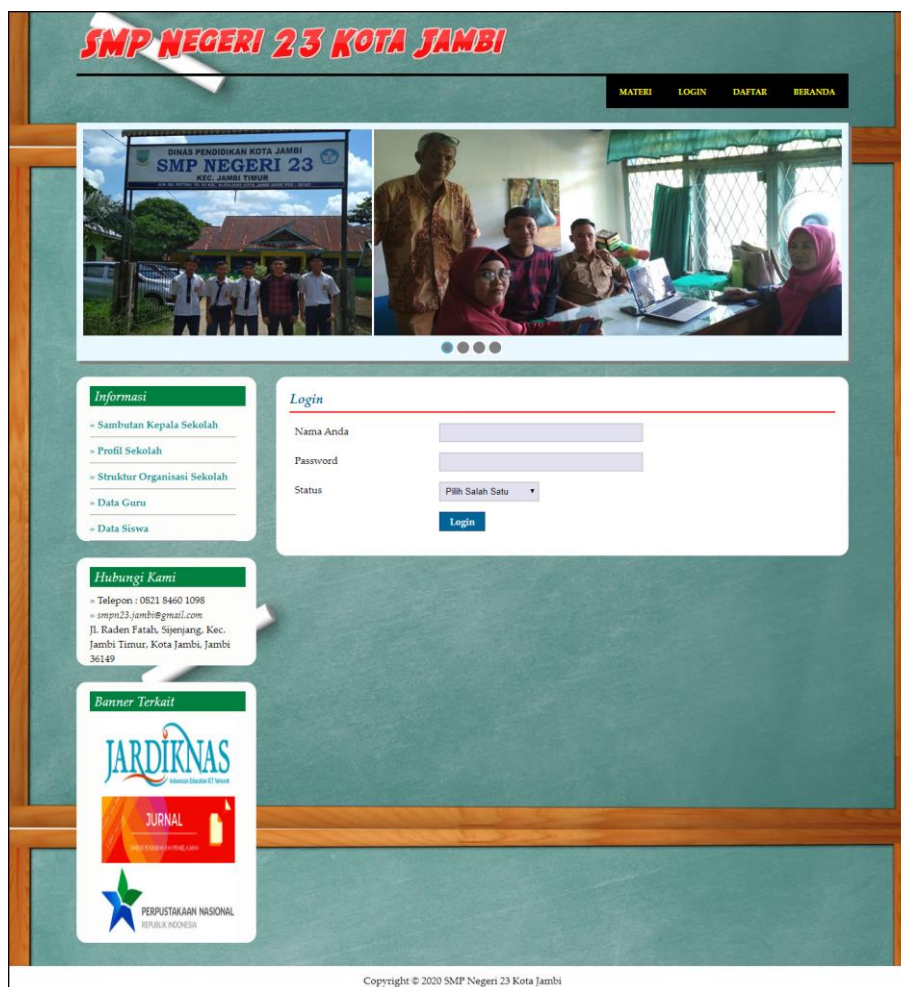 SMP NEGERI 23 KOTA JAMBI
MATERI LOGIN DAFTAR BERANDA
DINAS PENDIDIKAN KOTA JAMBI
SMP NEGERI 23
KEC. JAMBI TIMUR
Informasi
» Sambutan Kepala Sekolah
» Profil Sekolah
» Struktur Organisasi Sekolah
» Data Guru
» Data Siswa
Login
Nama Anda
Password
Status Pilih Salah Satu
Login
Hubungi Kami
» Telepon : 0821 8460 1098
» smpn23.jambi@gmail.com
Jl. Raden Fatah, Sijenjang, Kec.
Jambi Timur, Kota Jambi, Jambi
36149
Banner Terkait
JARDIKNAS
Indonesian Education ICT Network
JURNAL
PERPUSTAKAAN NASIONAL
REPUBLIK INDONESIA
Copyright © 2020 SMP Negeri 23 Kota Jambi